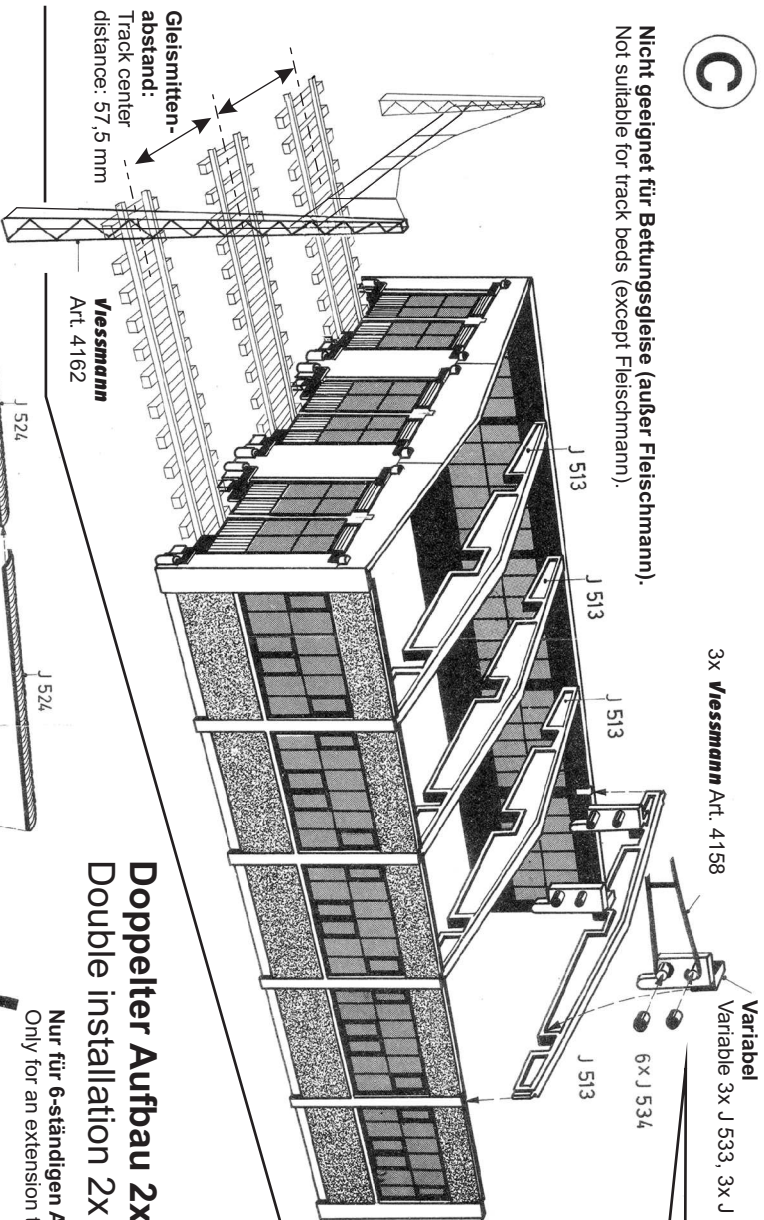 C
Nicht geeignet für Bettungsgleise (außer Fleischmann).
Not suitable for track beds (except Fleischmann).
3x Viessmann Art. 4158
Variabel
Variable 3x J 533, 3x J
6x J 534
J 513
J 513
J 513
J 513
Gleismitten-
abstand:
Track center
distance: 57,5 mm
Viessmann
Art. 4162
J 524
J 524
Doppelter Aufbau 2x
Double installation 2x
Nur für 6-ständigen A
Only for an extension t